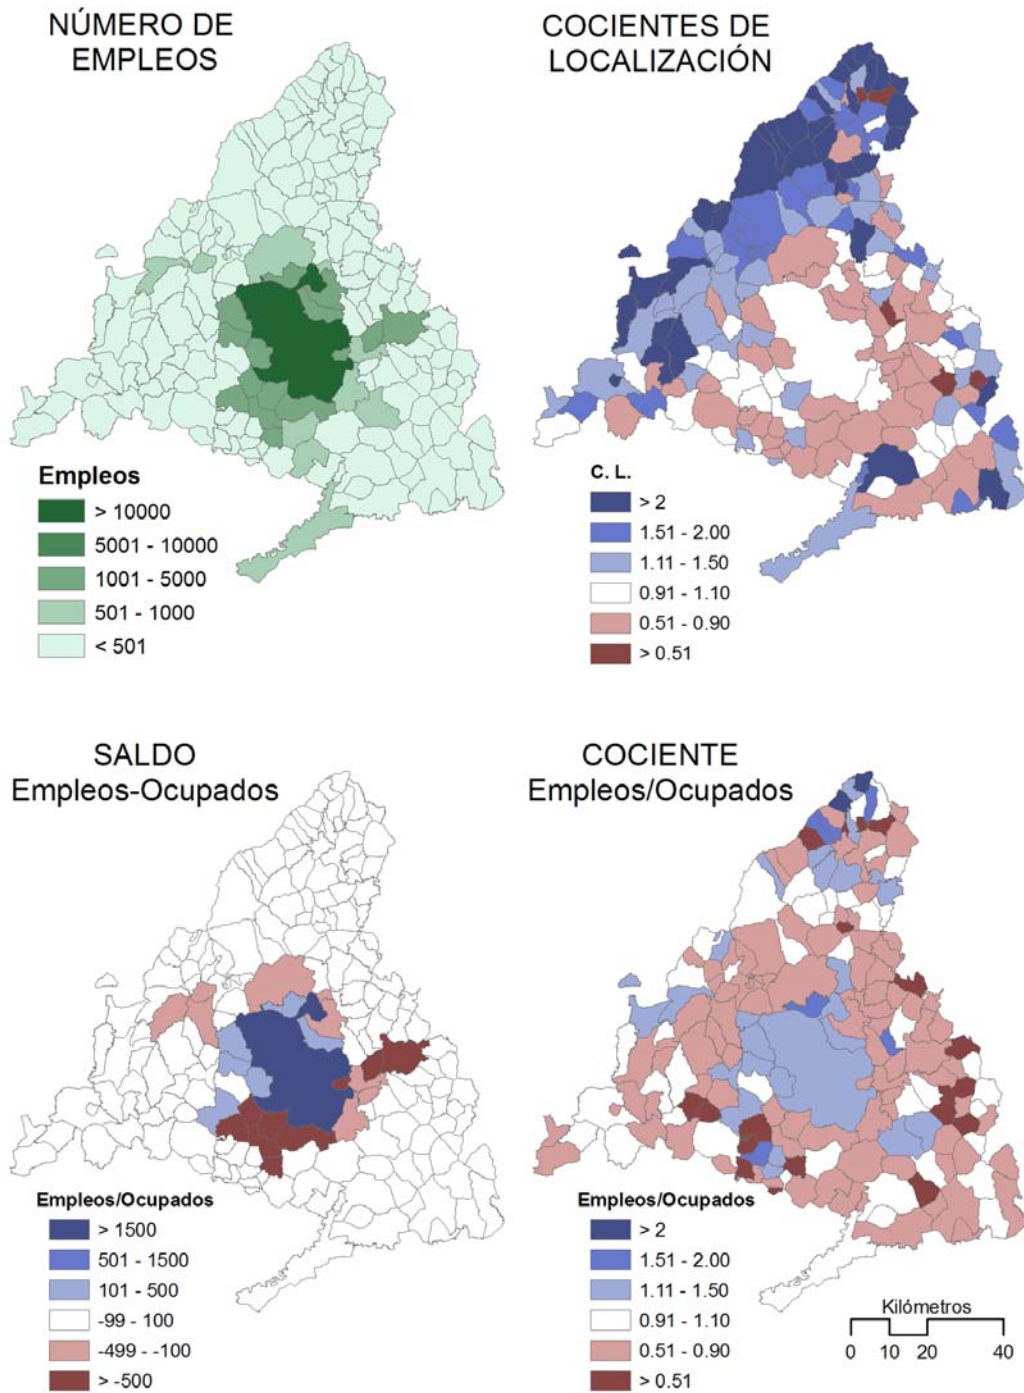 NÚMERO DE
EMPLEOS
Empleos
> 10000
5001 - 10000
1001 - 5000
501 - 1000
< 501
COCIENTES DE
LOCALIZACIÓN
C. L.
> 2
1.51 - 2.00
1.11 - 1.50
0.91 - 1.10
0.51 - 0.90
> 0.51
SALDO
Empleos-Ocupados
Empleos/Ocupados
> 1500
501 - 1500
101 - 500
-99 - 100
-499 - -100
> -500
COCIENTE
Empleos/Ocupados
Empleos/Ocupados
> 2
1.51 - 2.00
1.11 - 1.50
0.91 - 1.10
0.51 - 0.90
> 0.51
Kilómetros
0 10 20 40